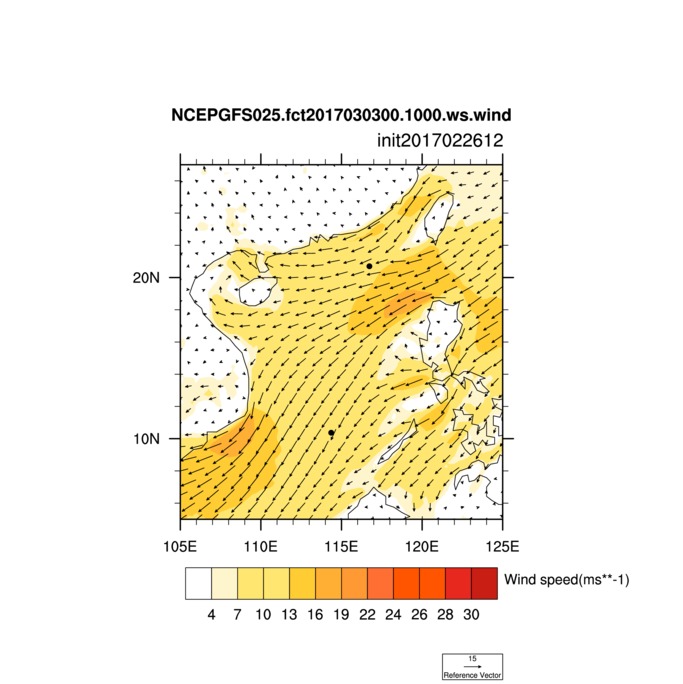 NCEPGFS025.fct2017030300.1000.ws.wind
init2017022612
20N
10N
105E 110E 115E 120E 125E
Wind speed(ms**-1)
4 7 10 13 16 19 22 24 26 28 30
15
Reference Vector